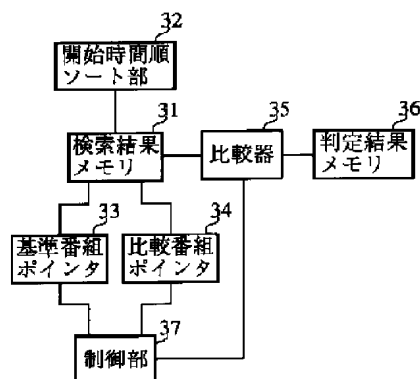 32
開始時間順
ソート部
31
検索結果
メモリ
35
比較器
36
判定結果
メモリ
33
基準番組
ポインタ
34
比較番組
ポインタ
37
制御部